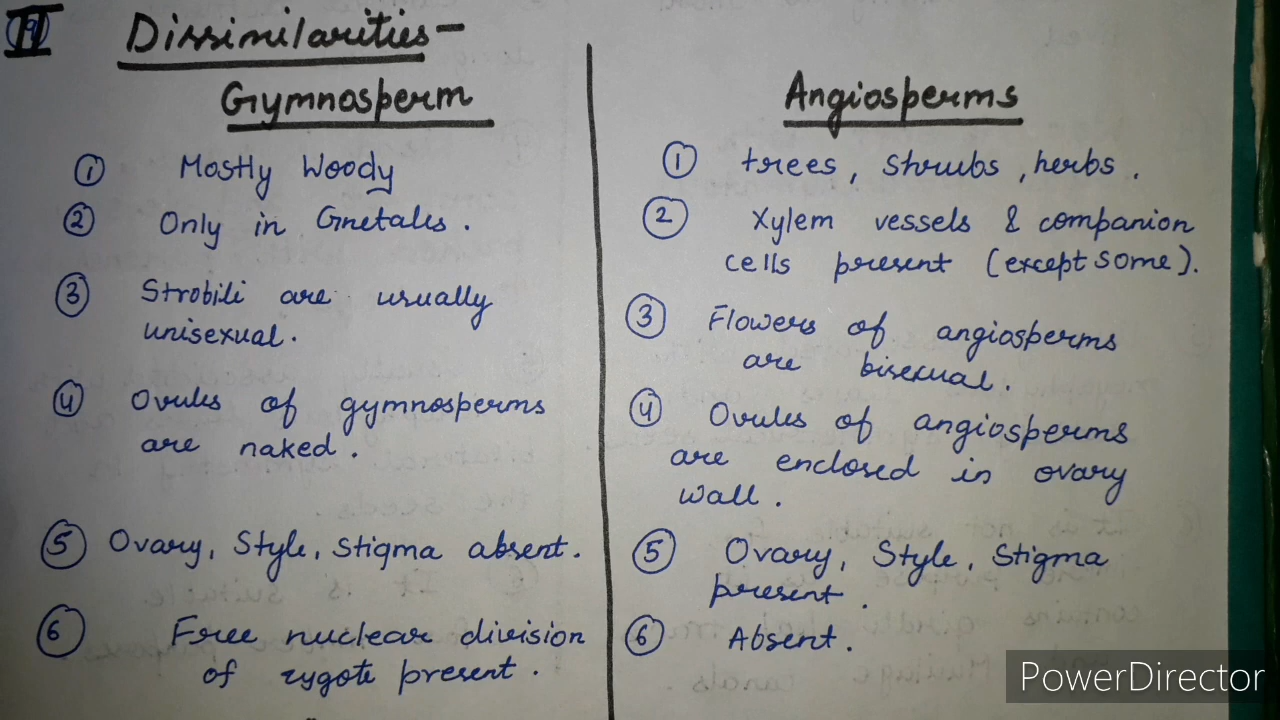 II Dissimilarities-
Gymnosperm
① Mostly Woody
② Only in Gnetales.
③ Strobili are usually
unisexual.
④ Ovules of gymnosperms
are naked.
⑤ Ovary, Style, Stigma absent.
⑥ Free nuclear division
of zygote present.
Angiosperms
① trees, shrubs, herbs.
② Xylem vessels & companion
cells present (except some).
③ Flowers of angiosperms
are bisexual.
④ Ovules of angiosperms
are enclosed in ovary
wall.
⑤ Ovary, Style, Stigma
present.
⑥ Absent.
PowerDirector